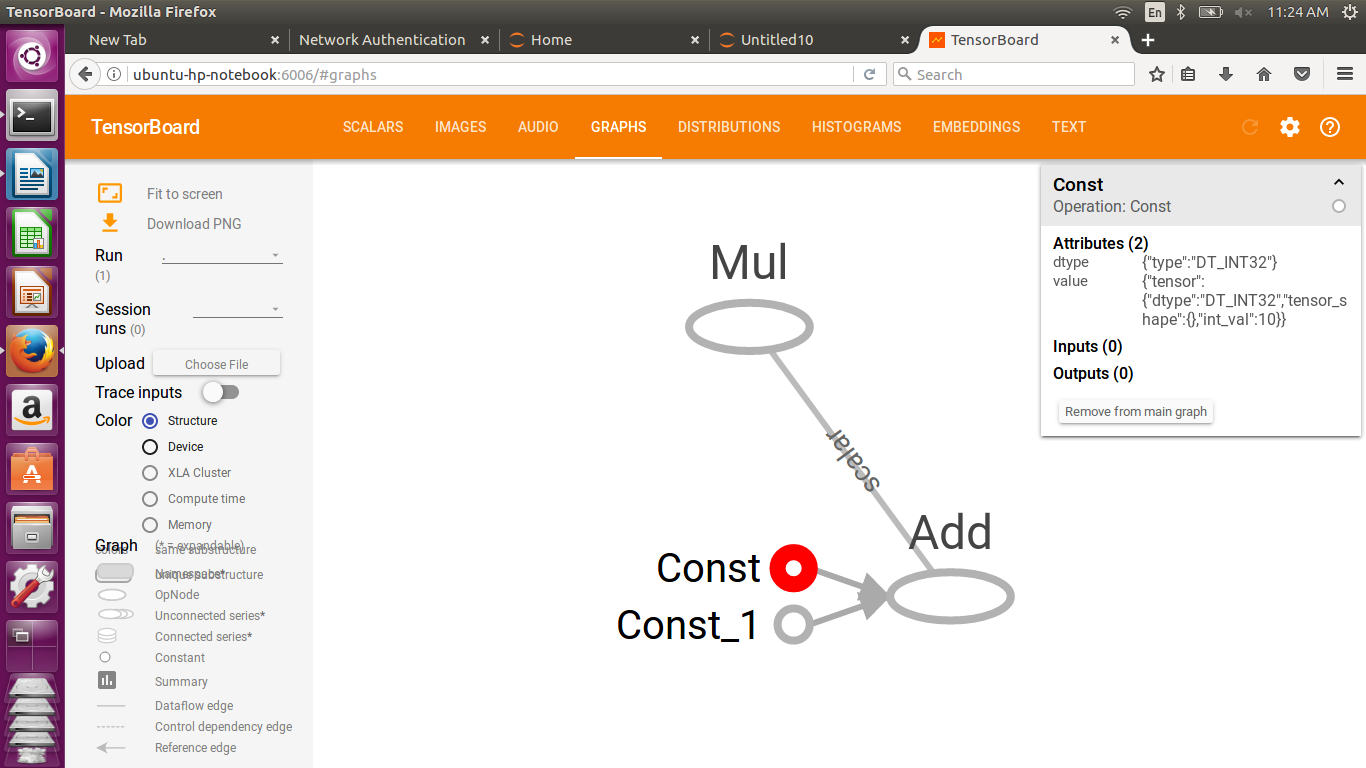 TensorBoard - Mozilla Firefox
En
11:24 AM
New Tab
Network Authentication
Home
Untitled10
TensorBoard
ubuntu-hp-notebook:6006/#graphs
Search
TensorBoard
SCALARS
IMAGES
AUDIO
GRAPHS
DISTRIBUTIONS
HISTOGRAMS
EMBEDDINGS
TEXT
Fit to screen
Download PNG
Run
(1)
.
Session
runs (0)
Upload
Choose File
Trace inputs
Color
Structure
Device
XLA Cluster
Compute time
Memory
Graph
(* = expandable)
colors
same substructure
Namespace*
unique substructure
OpNode
Unconnected series*
Connected series*
Constant
Summary
Dataflow edge
Control dependency edge
Reference edge
Mul
scalar
Add
Const
Const_1
Const
Operation: Const
Attributes (2)
dtype
{"type":"DT_INT32"}
value
{"tensor":
{"dtype":"DT_INT32","tensor_s
hape":{},"int_val":10}}
Inputs (0)
Outputs (0)
Remove from main graph